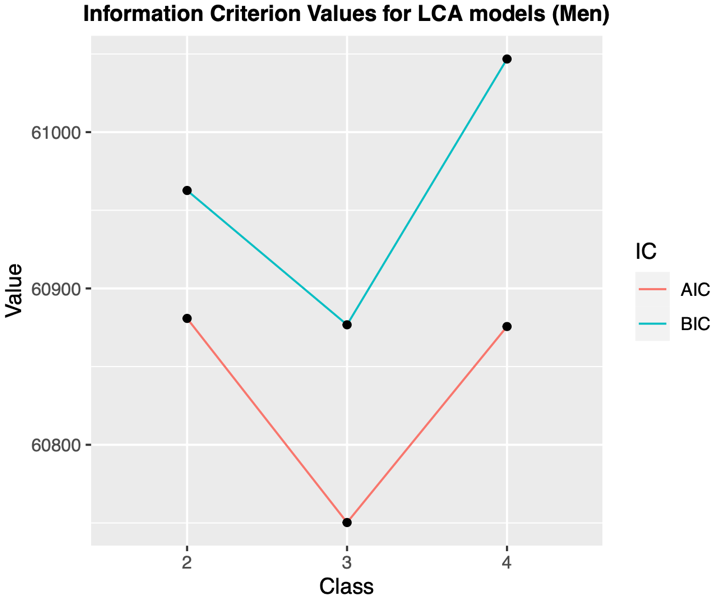 Information Criterion Values for LCA models (Men)
61000
60900
60800
Value
2 3 4
Class
IC
AIC
BIC